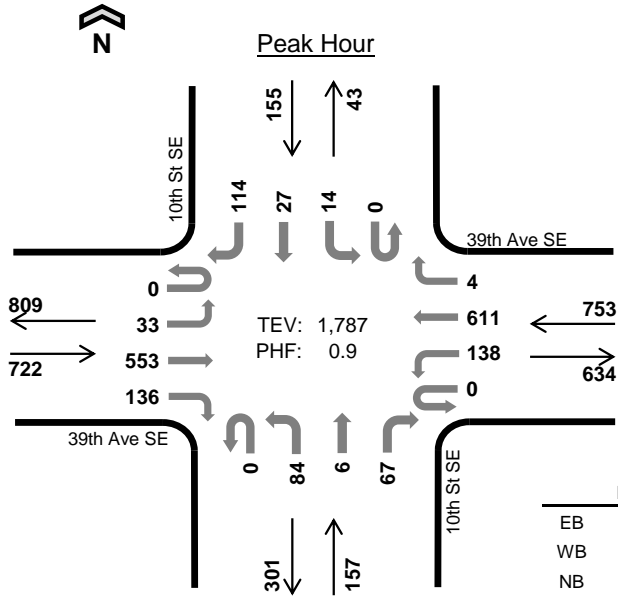 N
Peak Hour
155
43
10th St SE
114
27
14
0
39th Ave SE
0
4
809
33
TEV: 1,787
611
753
722
553
PHF: 0.9
138
634
136
0
39th Ave SE
0
84
6
67
10th St SE
301
157
EB
WB
NB